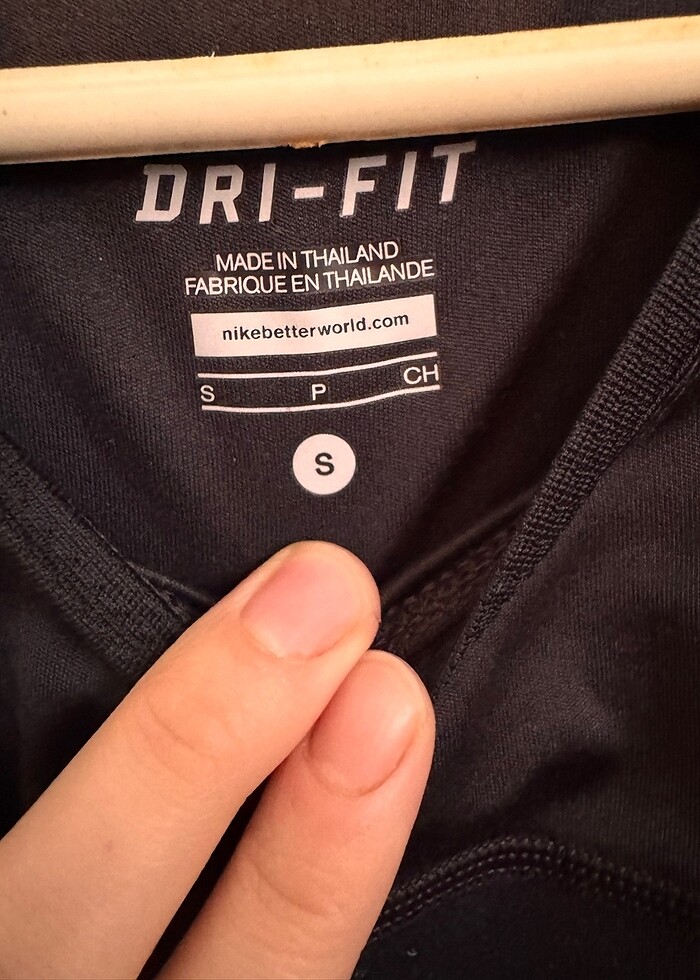 DRI-FIT
MADE IN THAILAND
FABRIQUE EN THAILANDE
nikebetterworld.com
S P CH
S